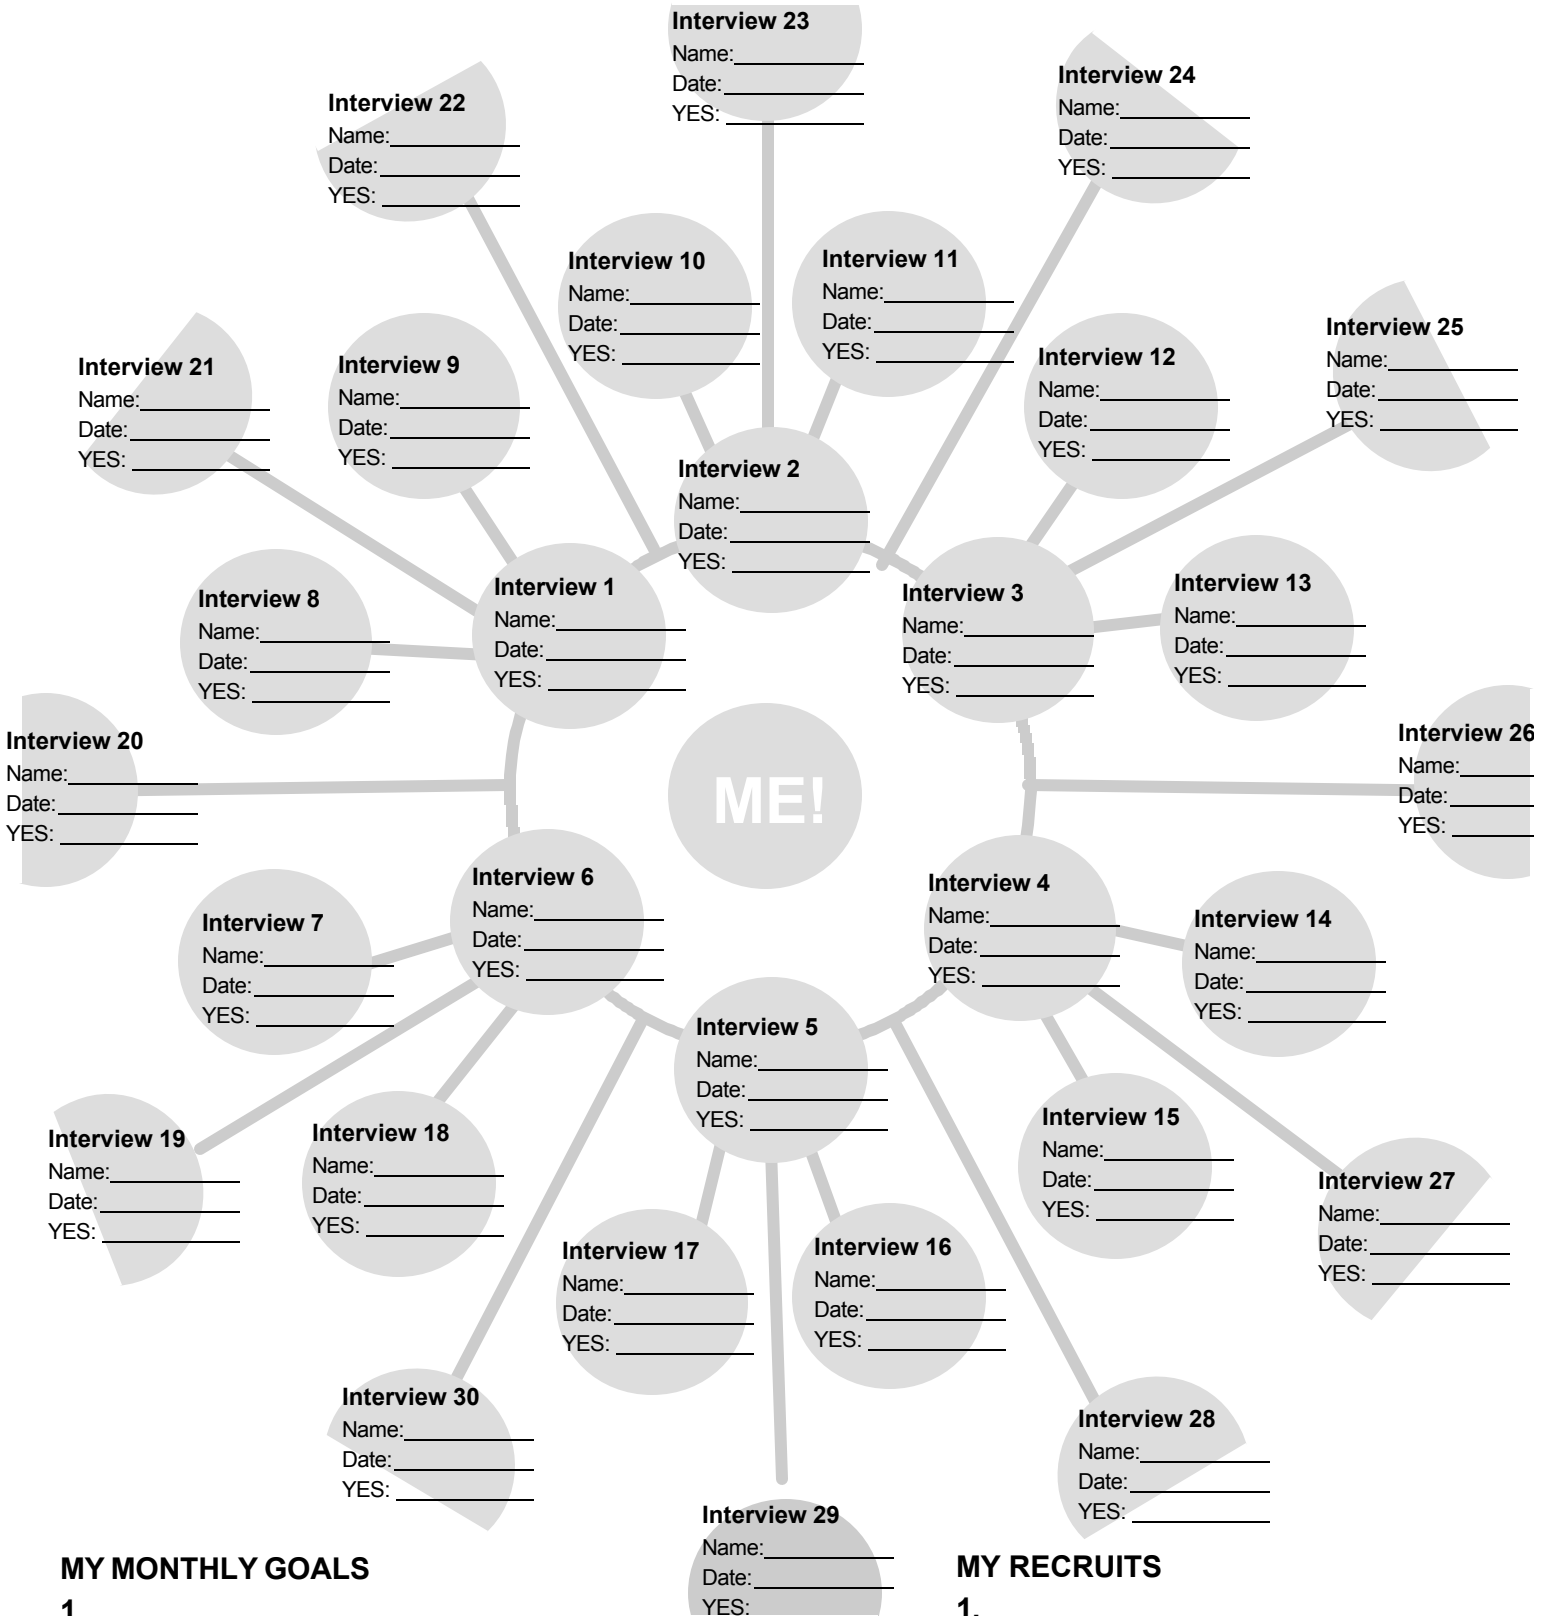 Interview 23
Name:
Date:
YES:
Interview 24
Name:
Date:
YES:
Interview 22
Name:
Date:
YES:
Interview 10
Name:
Date:
YES:
Interview 11
Name:
Date:
YES:
Interview 25
Name:
Date:
YES:
Interview 12
Name:
Date:
YES:
Interview 21
Name:
Date:
YES:
Interview 9
Name:
Date:
YES:
Interview 2
Name:
Date:
YES:
Interview 13
Name:
Date:
YES:
Interview 1
Name:
Date:
YES:
Interview 3
Name:
Date:
YES:
Interview 8
Name:
Date:
YES:
Interview 26
Name:
Date:
YES:
Interview 20
Name:
Date:
YES:
ME!
Interview 6
Name:
Date:
YES:
Interview 4
Name:
Date:
YES:
Interview 14
Name:
Date:
YES:
Interview 7
Name:
Date:
YES:
Interview 5
Name:
Date:
YES:
Interview 15
Name:
Date:
YES:
Interview 18
Name:
Date:
YES:
Interview 19
Name:
Date:
YES:
Interview 27
Name:
Date:
YES:
Interview 16
Name:
Date:
YES:
Interview 17
Name:
Date:
YES:
Interview 30
Name:
Date:
YES:
Interview 28
Name:
Date:
YES:
Interview 29
Name:
Date:
YES:
MY MONTHLY GOALS
1
MY RECRUITS
1.